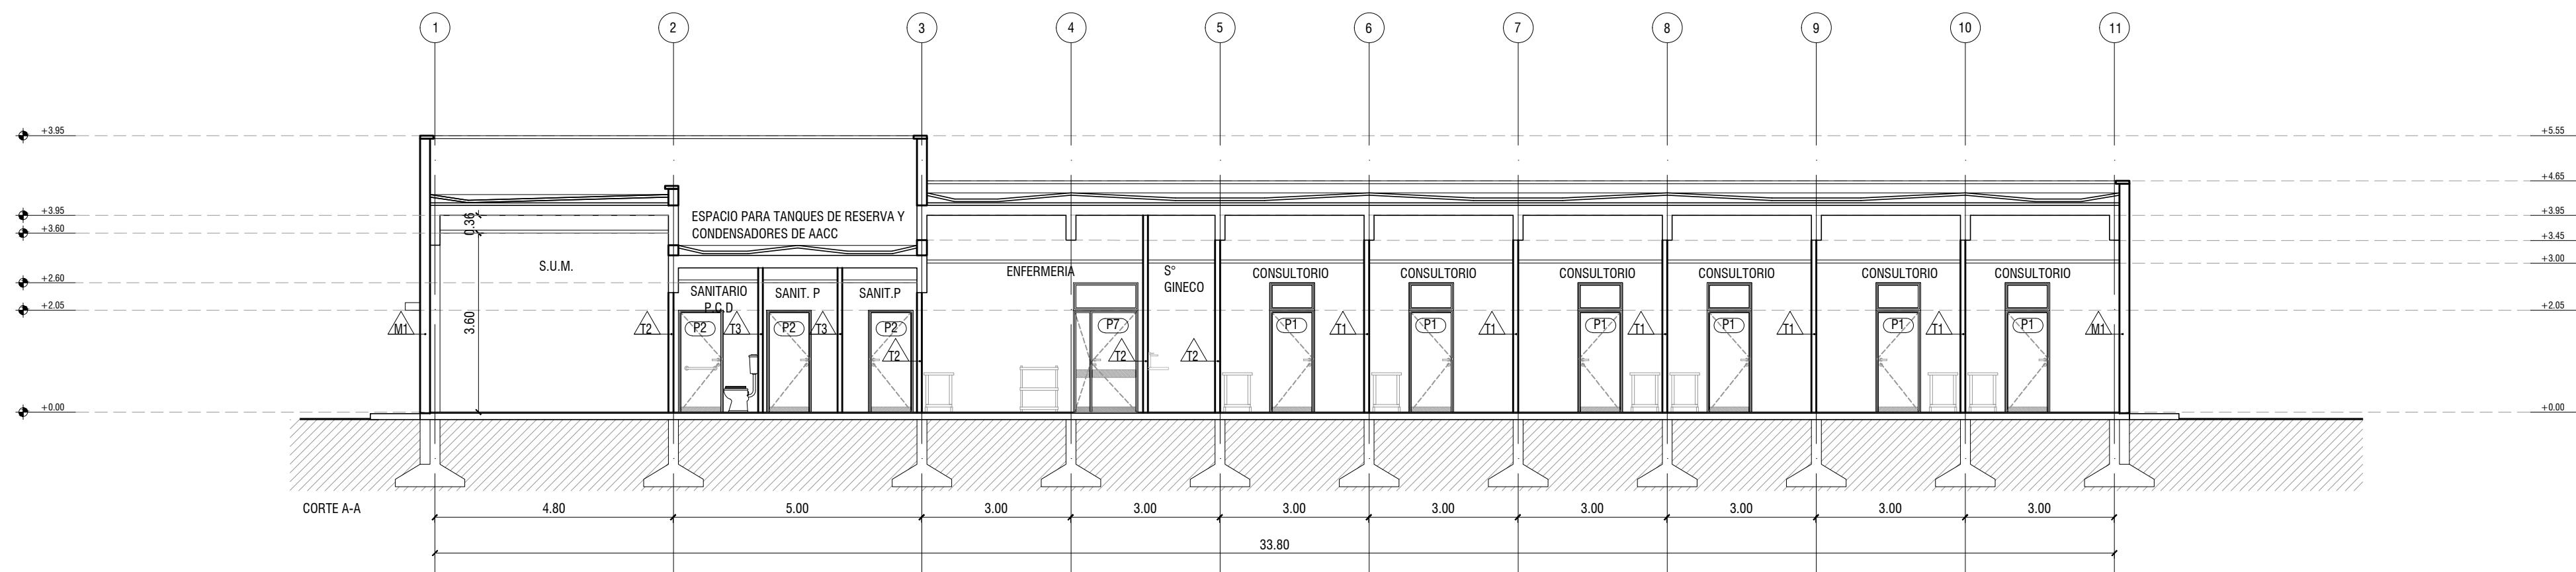 1 2 3 4 5 6 7 8 9 10 11
+3.95 +5.55
+4.65
+3.95 0.36 ESPACIO PARA TANQUES DE RESERVA Y +3.95
CONDENSADORES DE AACC
+3.60 +3.45
S.U.M. ENFERMERIA S° CONSULTORIO CONSULTORIO CONSULTORIO CONSULTORIO CONSULTORIO CONSULTORIO +3.00
GINECO
+2.60 SANITARIO SANIT. P SANIT.P
P.C.D
+2.05 +2.05
M1 3.60 T2 P2 T3 P2 T3 P2 P7 P1 T1 P1 T1 P1 T1 P1 T1 P1 T1 P1 M1
T2 T2 T2
+0.00 +0.00
CORTE A-A 4.80 5.00 3.00 3.00 3.00 3.00 3.00 3.00 3.00 3.00
33.80